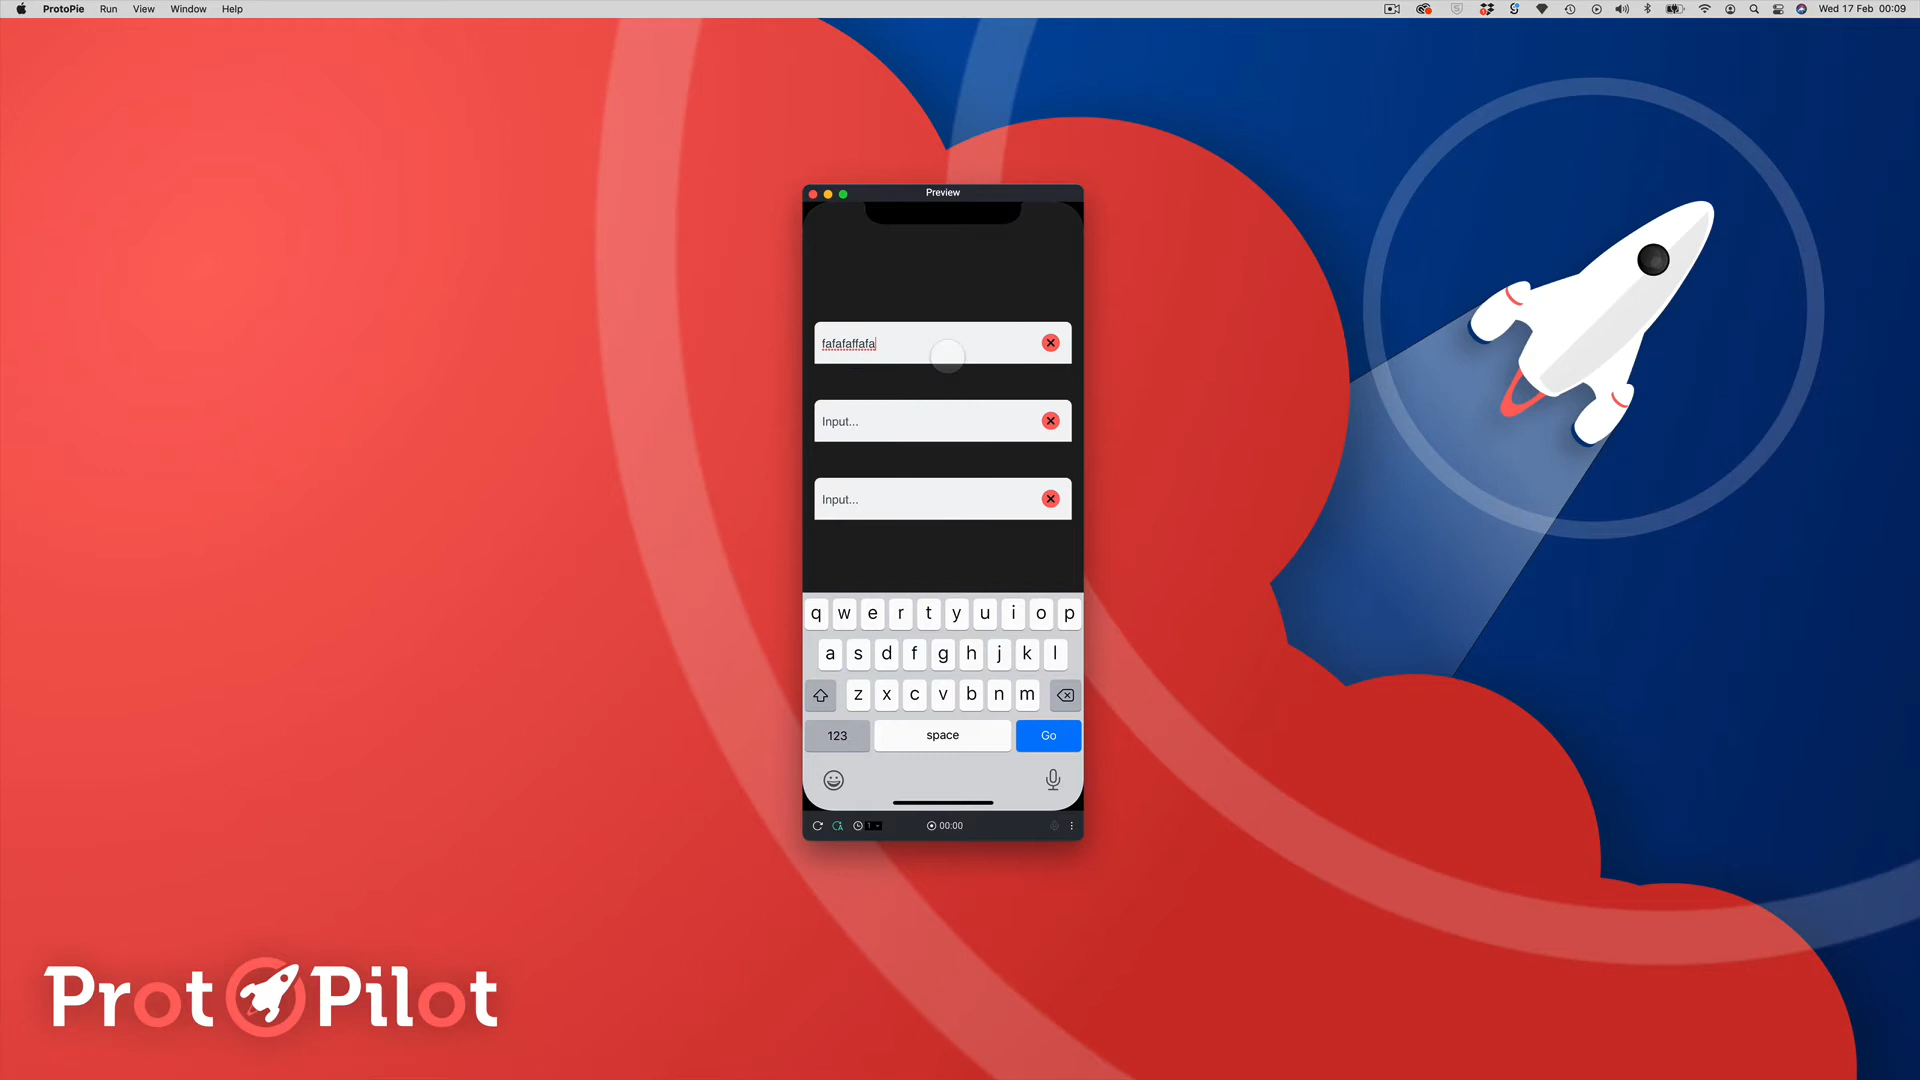 ProtoPie Run View Window Help
Wed 17 Feb 00:09
Preview
fafafaffafa
Input...
Input...
q w e r t y u i o p
a s d f g h j k l
z x c v b n m
123 space Go
1 00:00
ProtoPilot